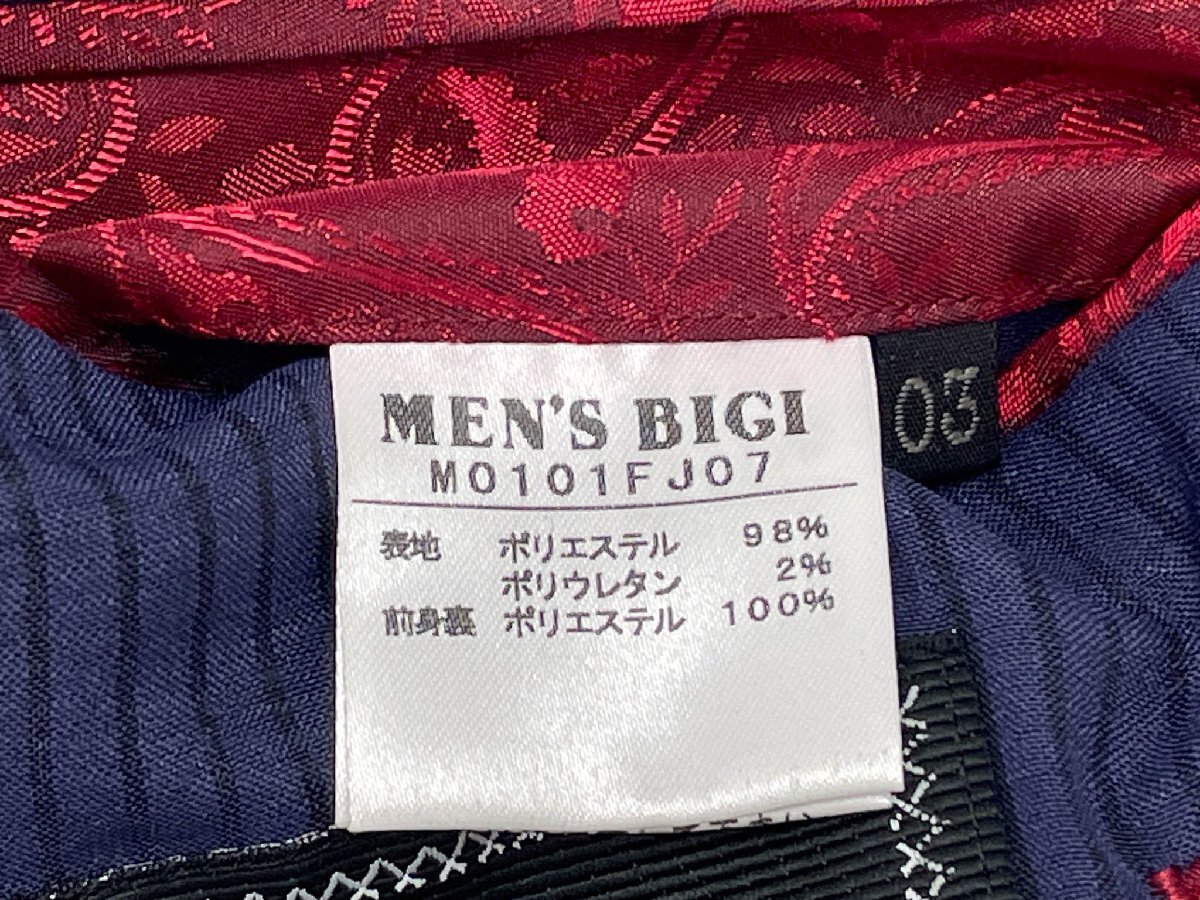 MEN'S BIGI
M0101FJ07
03
表地 ポリエステル 98%
ポリウレタン 2%
前身裏 ポリエステル 100%